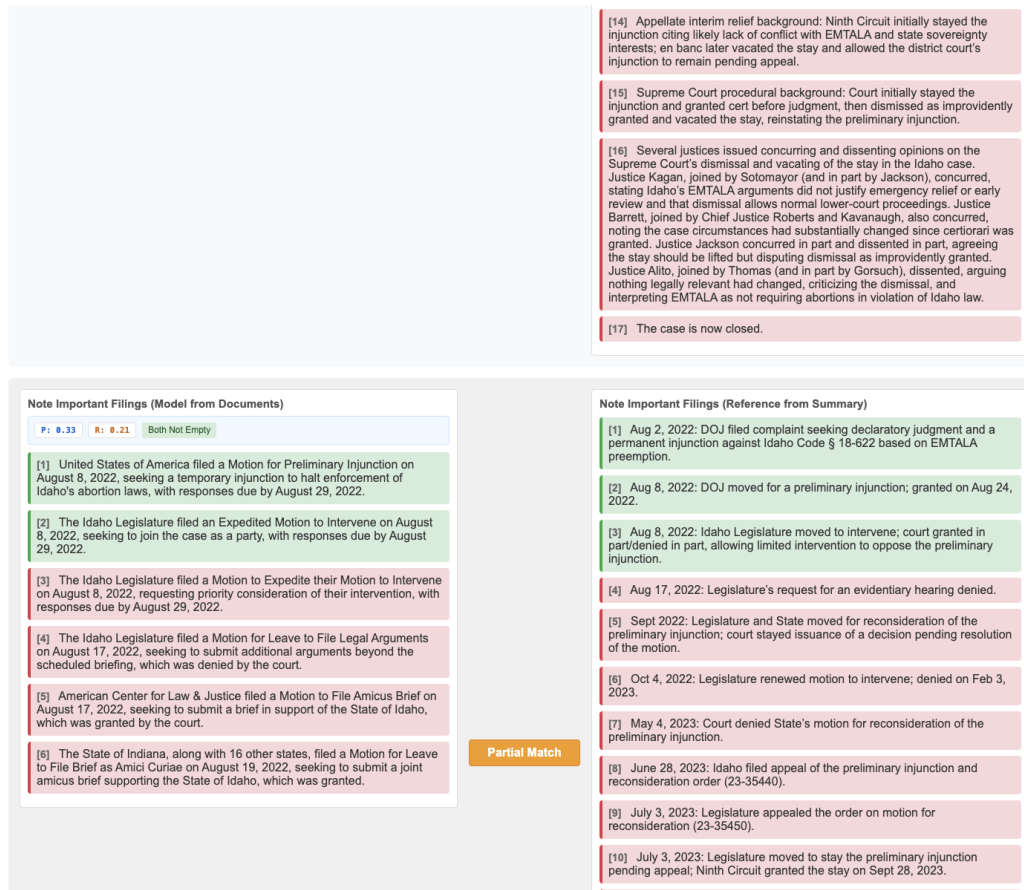 [14] Appellate interim relief background: Ninth Circuit initially stayed the
injunction citing likely lack of conflict with EMTALA and state sovereignty
interests; en banc later vacated the stay and allowed the district court's
injunction to remain pending appeal.
[15] Supreme Court procedural background: Court initially stayed the
injunction and granted cert before judgment, then dismissed as improvidently
granted and vacated the stay, reinstating the preliminary injunction.
[16] Several justices issued concurring and dissenting opinions on the
Supreme Court's dismissal and vacating of the stay in the Idaho case.
Justice Kagan, joined by Sotomayor (and in part by Jackson), concurred,
stating Idaho's EMTALA arguments did not justify emergency relief or early
review and that dismissal allows normal lower-court proceedings. Justice
Barrett, joined by Chief Justice Roberts and Kavanaugh, also concurred,
noting the case circumstances had substantially changed since certiorari was
granted. Justice Jackson concurred in part and dissented in part, agreeing
the stay should be lifted but disputing dismissal as improvidently granted.
Justice Alito, joined by Thomas (and in part by Gorsuch), dissented, arguing
nothing legally relevant had changed, criticizing the dismissal, and
interpreting EMTALA as not requiring abortions in violation of Idaho law.
[17] The case is now closed.
Note Important Filings (Model from Documents)
P: 0.33 R: 0.21 Both Not Empty
[1] United States of America filed a Motion for Preliminary Injunction on
August 8, 2022, seeking a temporary injunction to halt enforcement of
Idaho's abortion laws, with responses due by August 29, 2022.
[2] The Idaho Legislature filed an Expedited Motion to Intervene on August
8, 2022, seeking to join the case as a party, with responses due by August
29, 2022.
[3] The Idaho Legislature filed a Motion to Expedite their Motion to Intervene
on August 8, 2022, requesting priority consideration of their intervention, with
responses due by August 29, 2022.
[4] The Idaho Legislature filed a Motion for Leave to File Legal Arguments
on August 17, 2022, seeking to submit additional arguments beyond the
scheduled briefing, which was denied by the court.
[5] American Center for Law & Justice filed a Motion to File Amicus Brief on
August 17, 2022, seeking to submit a brief in support of the State of Idaho,
which was granted by the court.
[6] The State of Indiana, along with 16 other states, filed a Motion for Leave
to File Brief as Amici Curiae on August 19, 2022, seeking to submit a joint
amicus brief supporting the State of Idaho, which was granted.
Partial Match
Note Important Filings (Reference from Summary)
[1] Aug 2, 2022: DOJ filed complaint seeking declaratory judgment and a
permanent injunction against Idaho Code § 18-622 based on EMTALA
preemption.
[2] Aug 8, 2022: DOJ moved for a preliminary injunction; granted on Aug 24,
2022.
[3] Aug 8, 2022: Idaho Legislature moved to intervene; court granted in
part/denied in part, allowing limited intervention to oppose the preliminary
injunction.
[4] Aug 17, 2022: Legislature's request for an evidentiary hearing denied.
[5] Sept 2022: Legislature and State moved for reconsideration of the
preliminary injunction; court stayed issuance of a decision pending resolution
of the motion.
[6] Oct 4, 2022: Legislature renewed motion to intervene; denied on Feb 3,
2023.
[7] May 4, 2023: Court denied State's motion for reconsideration of the
preliminary injunction.
[8] June 28, 2023: Idaho filed appeal of the preliminary injunction and
reconsideration order (23-35440).
[9] July 3, 2023: Legislature appealed the order on motion for
reconsideration (23-35450).
[10] July 3, 2023: Legislature moved to stay the preliminary injunction
pending appeal; Ninth Circuit granted the stay on Sept 28, 2023.